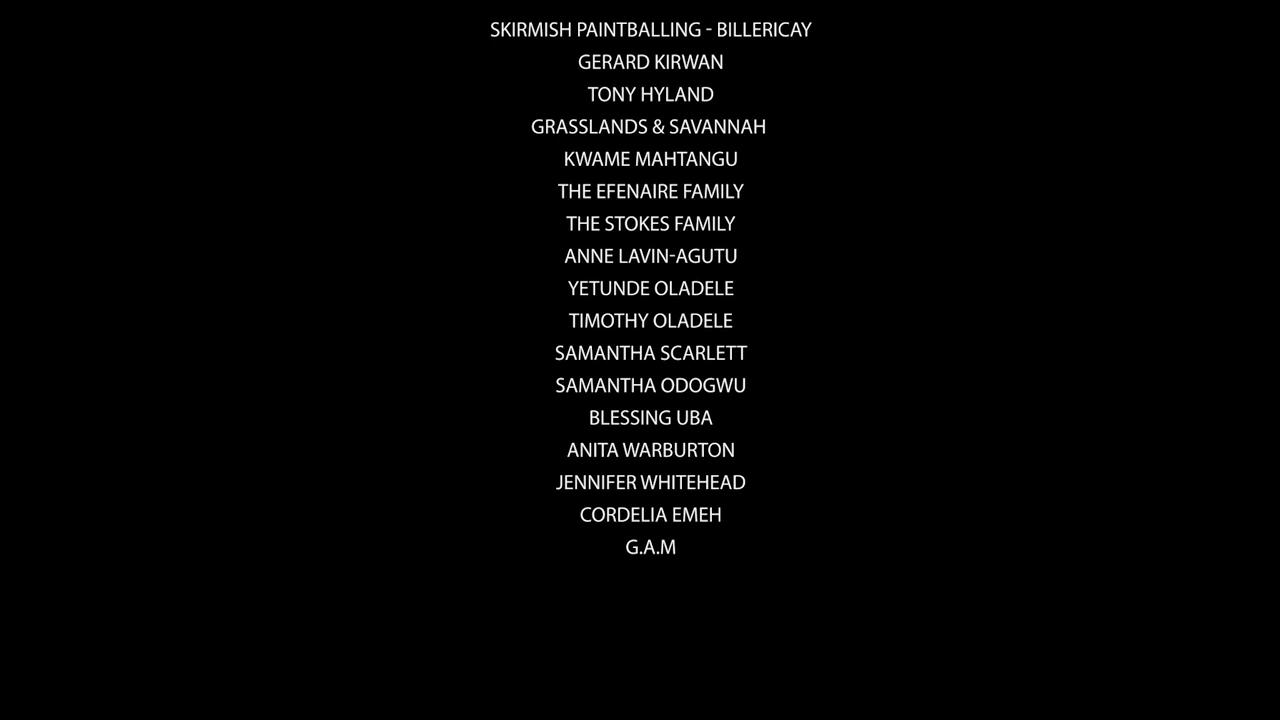 SKIRMISH PAINTBALLING - BILLERICAY
GERARD KIRWAN
TONY HYLAND
GRASSLANDS & SAVANNAH
KWAME MAHTANGU
THE EFENAIRE FAMILY
THE STOKES FAMILY
ANNE LAVIN-AGUTU
YETUNDE OLADELE
TIMOTHY OLADELE
SAMANTHA SCARLETT
SAMANTHA ODOGWU
BLESSING UBA
ANITA WARBURTON
JENNIFER WHITEHEAD
CORDELIA EMEH
G.A.M